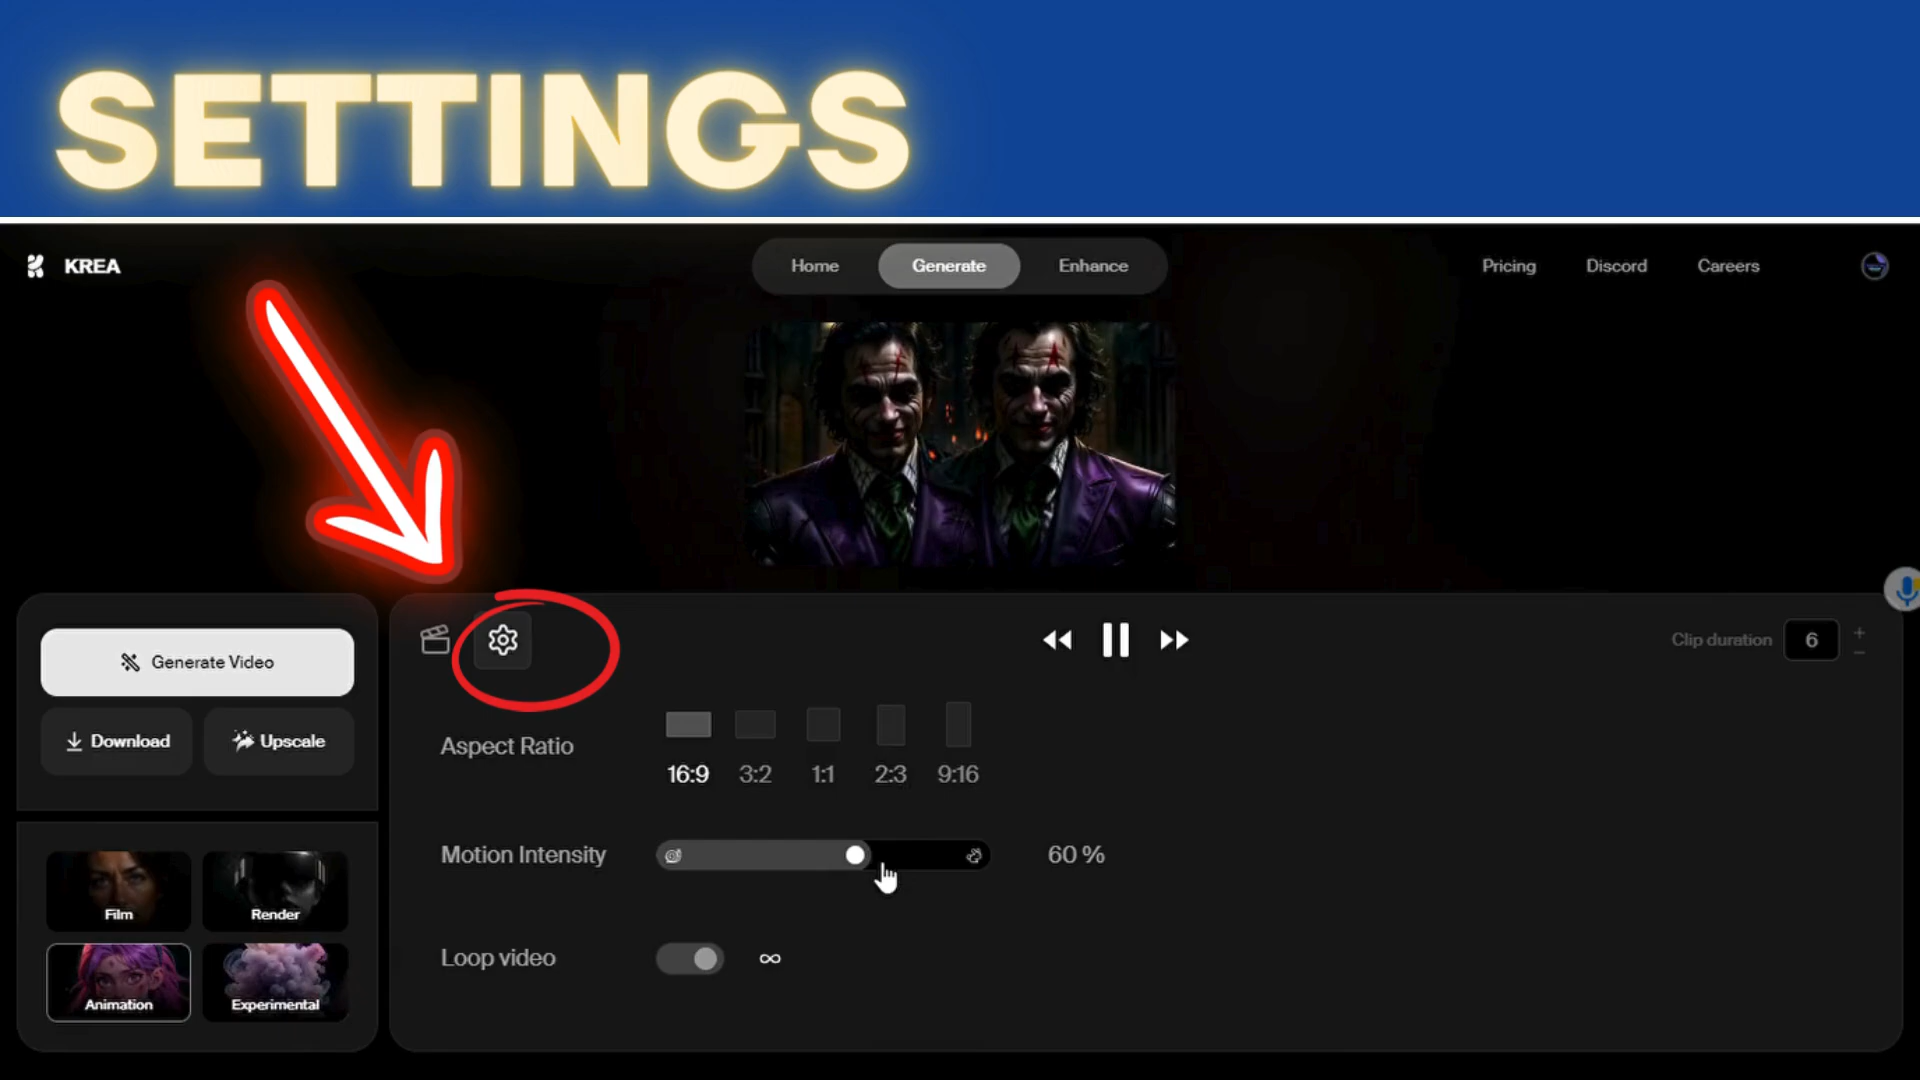 SETTINGS
KREA
Home Generate Enhance
Pricing Discord Careers
Generate Video
Download Upscale
Clip duration 6 + −
Aspect Ratio
16:9 3:2 1:1 2:3 9:16
Motion Intensity 60 %
Loop video
Film Render
Animation Experimental